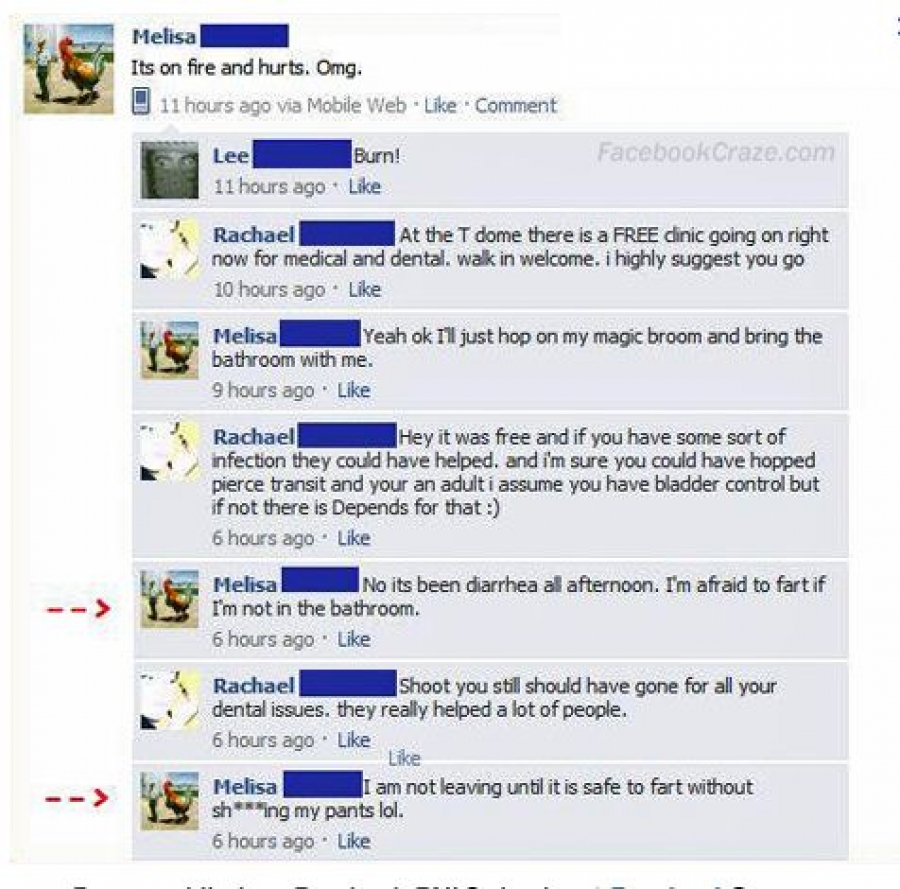 Melisa
Its on fire and hurts. Omg.
11 hours ago via Mobile Web · Like · Comment
FacebookCraze.com
Lee Burn!
11 hours ago · Like
Rachael At the T dome there is a FREE clinic going on right
now for medical and dental. walk in welcome. i highly suggest you go
10 hours ago · Like
Melisa Yeah ok I'll just hop on my magic broom and bring the
bathroom with me.
9 hours ago · Like
Rachael Hey it was free and if you have some sort of
infection they could have helped. and i'm sure you could have hopped
pierce transit and your an adult i assume you have bladder control but
if not there is Depends for that :)
6 hours ago · Like
Melisa No its been diarrhea all afternoon. I'm afraid to fart if
I'm not in the bathroom.
6 hours ago · Like
Rachael Shoot you still should have gone for all your
dental issues. they really helped a lot of people.
6 hours ago · Like
Like
Melisa I am not leaving until it is safe to fart without
sh***ing my pants lol.
6 hours ago · Like